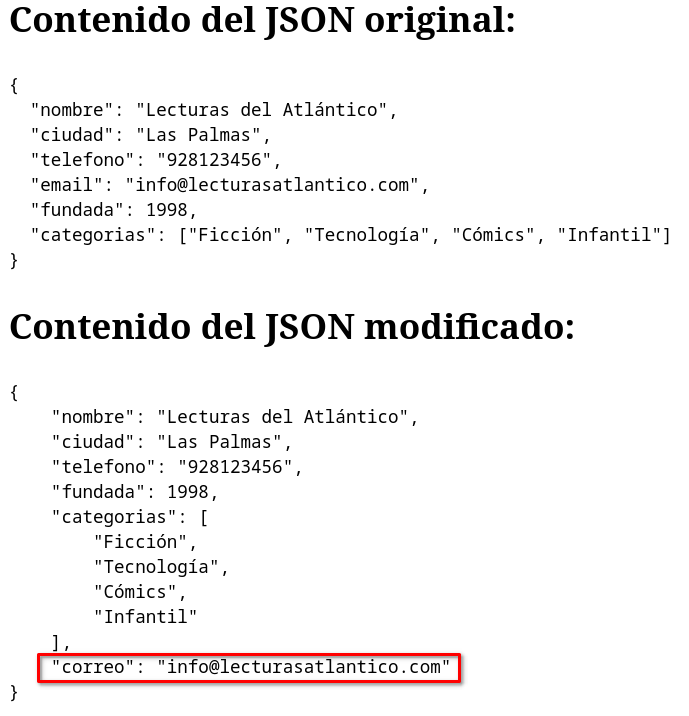 Contenido del JSON original:
{
  "nombre": "Lecturas del Atlántico",
  "ciudad": "Las Palmas",
  "telefono": "928123456",
  "email": "info@lecturasatlantico.com",
  "fundada": 1998,
  "categorias": ["Ficción", "Tecnología", "Cómics", "Infantil"]
}
Contenido del JSON modificado:
{
    "nombre": "Lecturas del Atlántico",
    "ciudad": "Las Palmas",
    "telefono": "928123456",
    "fundada": 1998,
    "categorias": [
        "Ficción",
        "Tecnología",
        "Cómics",
        "Infantil"
    ],
    "correo": "info@lecturasatlantico.com"
}